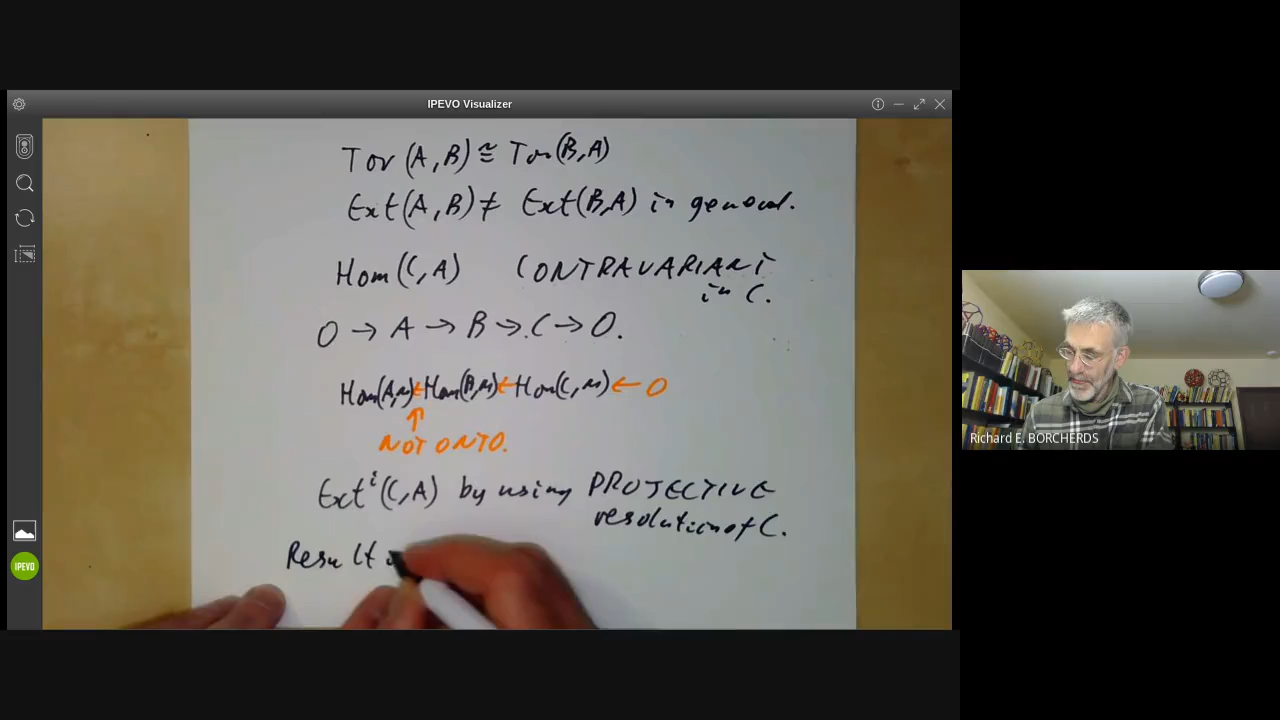 IPEVO Visualizer
Tor (A, B) ≅ Tor(B, A)
Ext(A, B) ≠ Ext(B, A) in general.
Hom(C, A) CONTRAVARIANT
in C.
0 → A → B → C → 0.
Hom(A, M) ← Hom(B, M) ← Hom(C, M) ← 0
↑
NOT ONTO.
Extⁱ(C, A) by using PROJECTIVE
resolution of C.
Result
IPEVO
Richard E. BORCHERDS